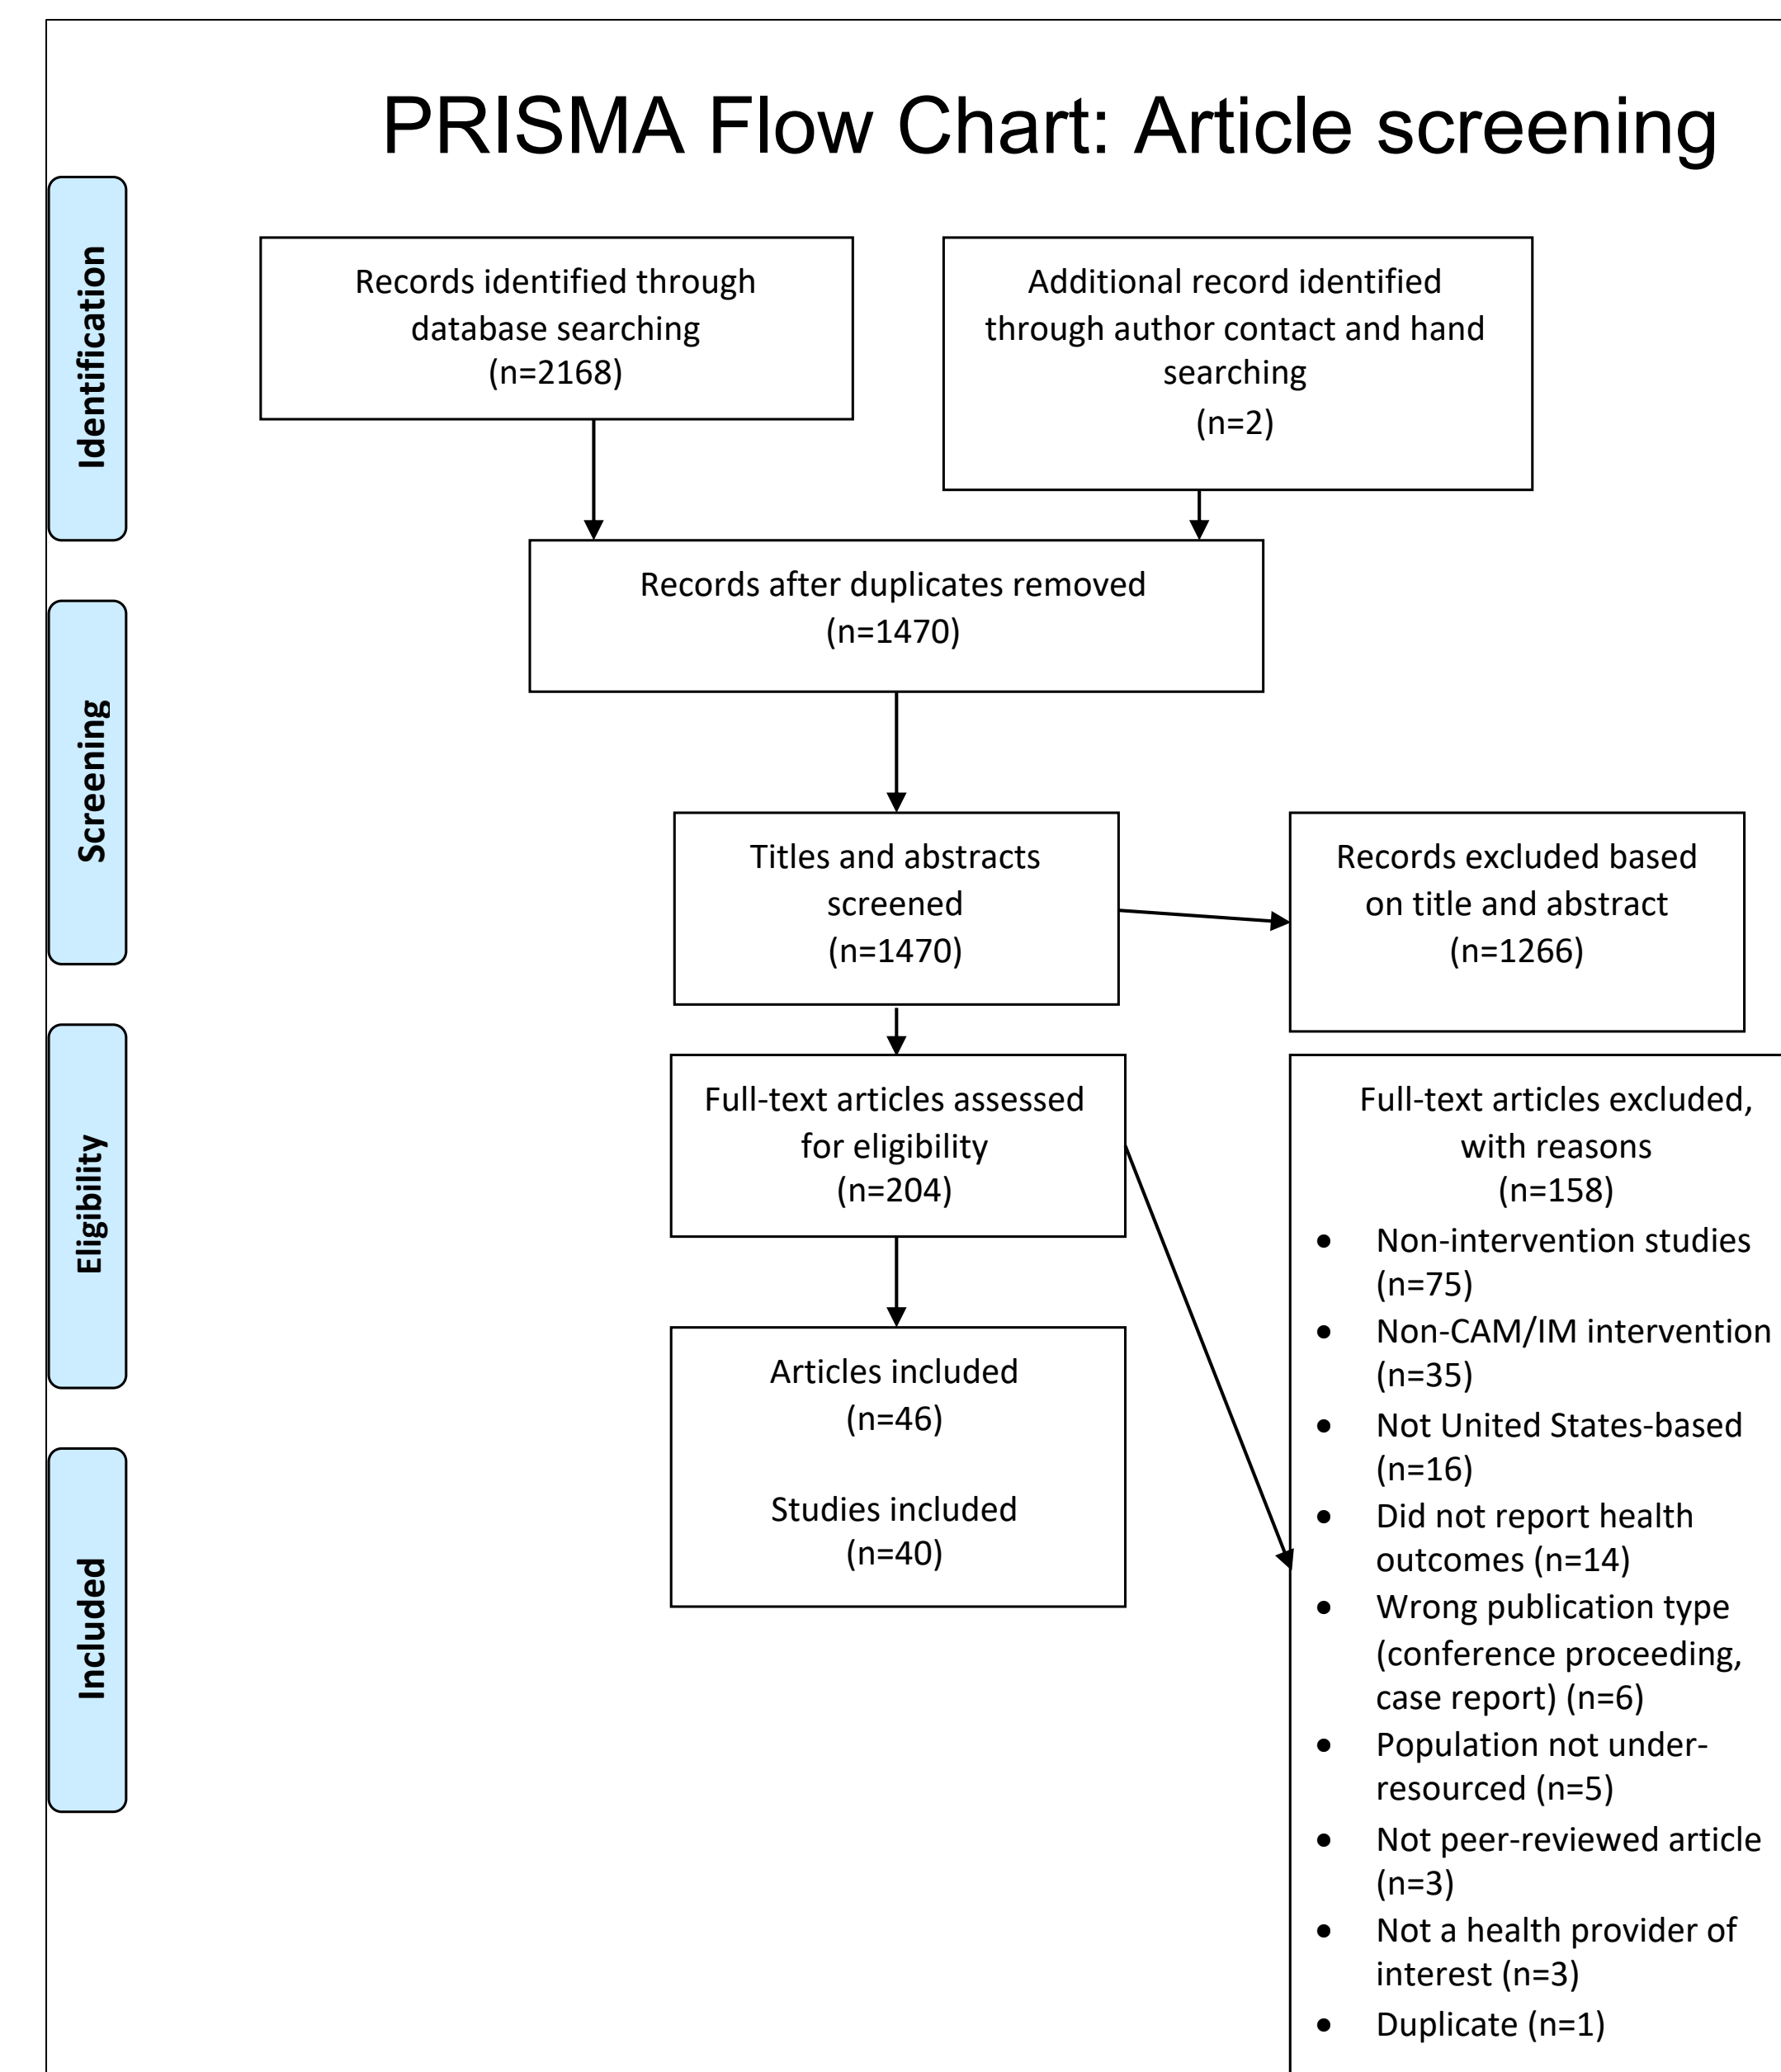 PRISMA Flow Chart: Article screening
Identification
Records identified through
database searching
(n=2168)
Additional record identified
through author contact and hand
searching
(n=2)
Records after duplicates removed
(n=1470)
Screening
Titles and abstracts
screened
(n=1470)
Records excluded based
on title and abstract
(n=1266)
Eligibility
Full-text articles assessed
for eligibility
(n=204)
Full-text articles excluded,
with reasons
(n=158)
• Non-intervention studies
(n=75)
• Non-CAM/IM intervention
(n=35)
• Not United States-based
(n=16)
• Did not report health
outcomes (n=14)
• Wrong publication type
(conference proceeding,
case report) (n=6)
• Population not under-
resourced (n=5)
• Not peer-reviewed article
(n=3)
• Not a health provider of
interest (n=3)
• Duplicate (n=1)
Included
Articles included
(n=46)
Studies included
(n=40)